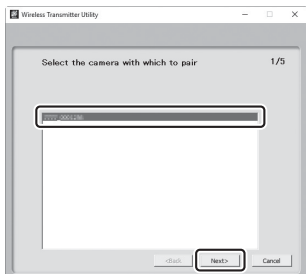 Wireless Transmitter Utility
Select the camera with which to pair 1/5
<Back Next> Cancel